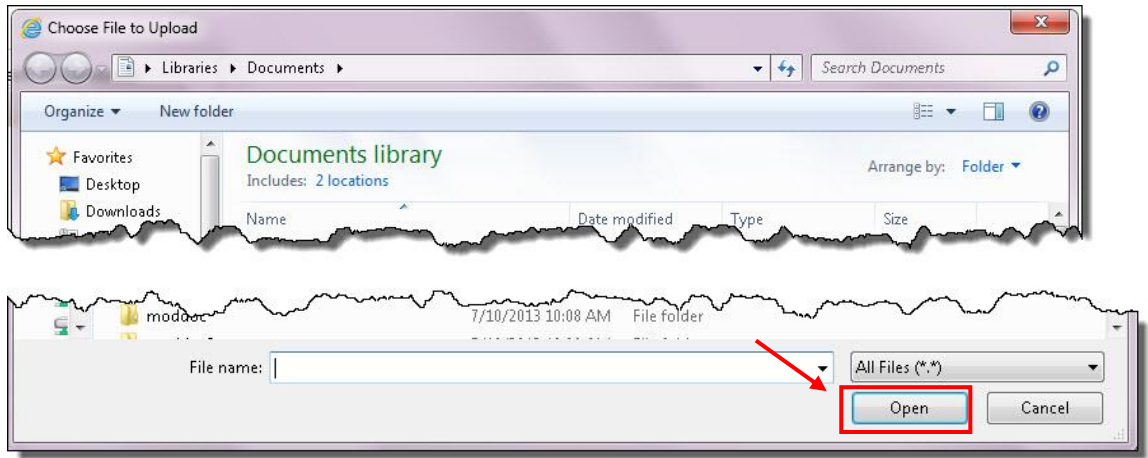 Choose File to Upload
Libraries Documents
Search Documents
Organize New folder
Favorites
Desktop
Downloads
Documents library
Includes: 2 locations
Arrange by: Folder
Name Date modified Type Size
moddoc 7/10/2013 10:08 AM File folder
File name: All Files (*.*)
Open Cancel